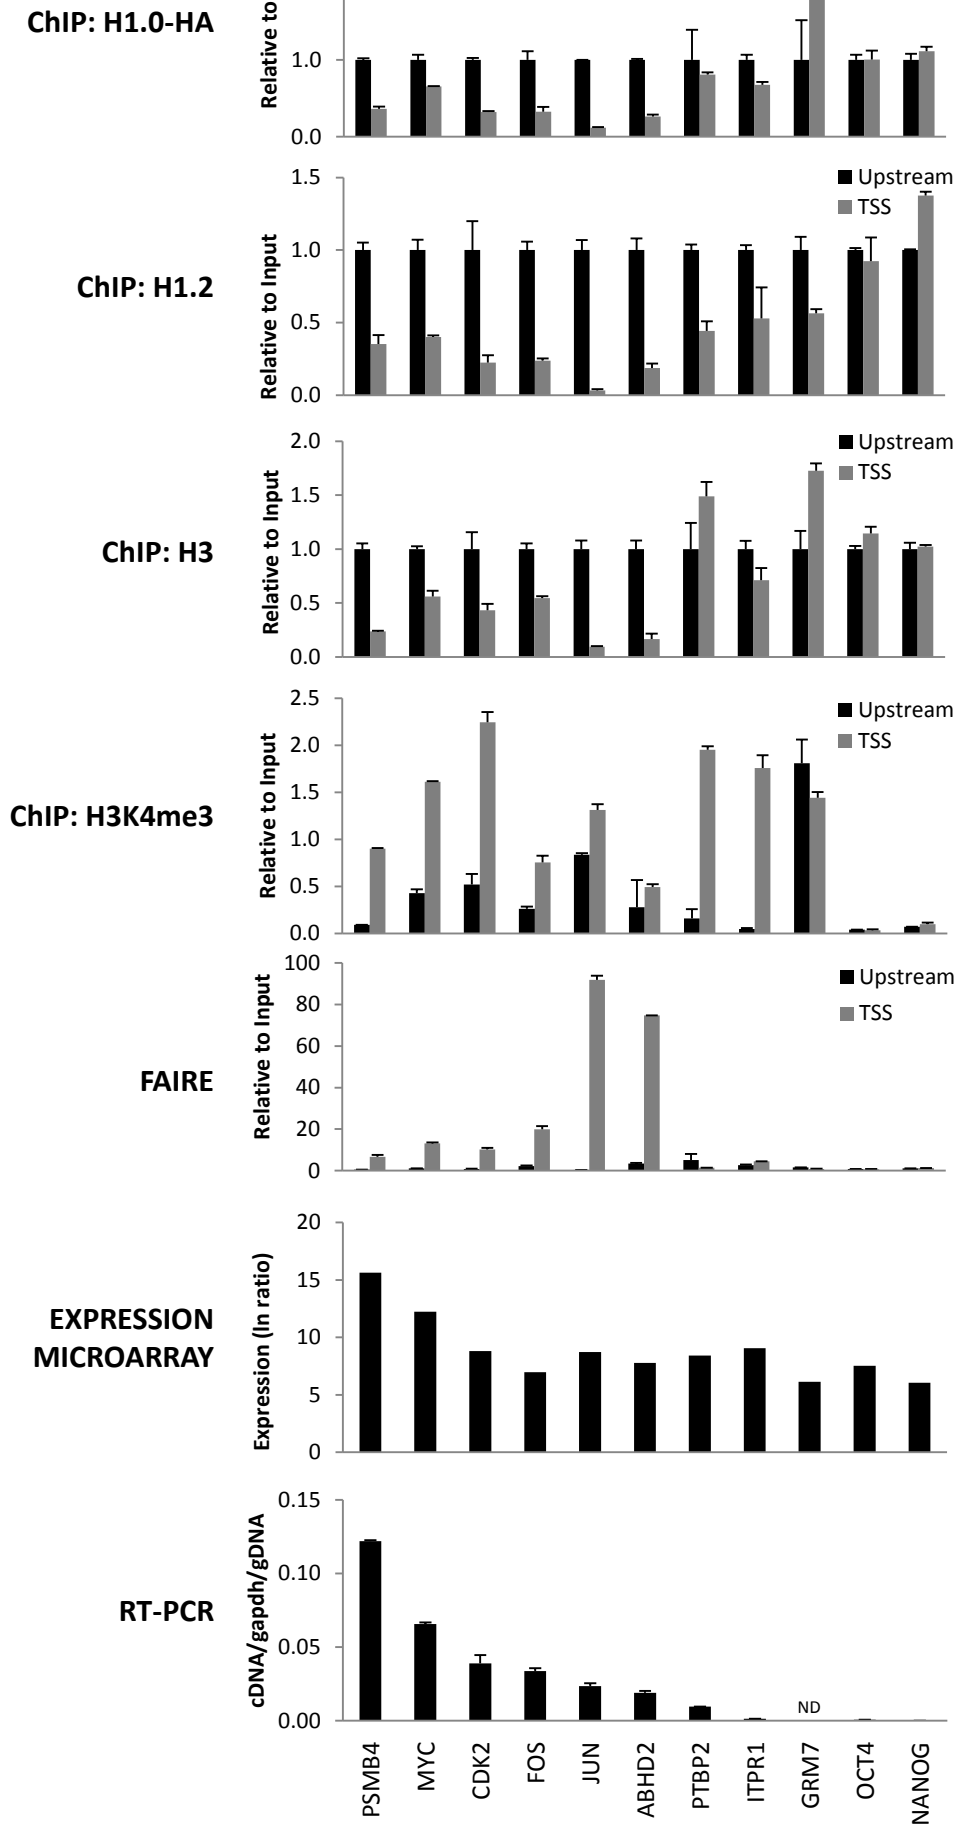 ChIP: H1.0-HA
Relative to
1.0
0.0
ChIP: H1.2
Relative to Input
1.5
1.0
0.5
0.0
Upstream
TSS
ChIP: H3
Relative to Input
2.0
1.5
1.0
0.5
0.0
Upstream
TSS
ChIP: H3K4me3
Relative to Input
2.5
2.0
1.5
1.0
0.5
0.0
Upstream
TSS
FAIRE
Relative to Input
100
80
60
40
20
0
Upstream
TSS
EXPRESSION
MICROARRAY
Expression (ln ratio)
20
15
10
5
0
RT-PCR
cDNA/gapdh/gDNA
0.15
0.10
0.05
0.00
ND
PSMB4
MYC
CDK2
FOS
JUN
ABHD2
PTBP2
ITPR1
GRM7
OCT4
NANOG